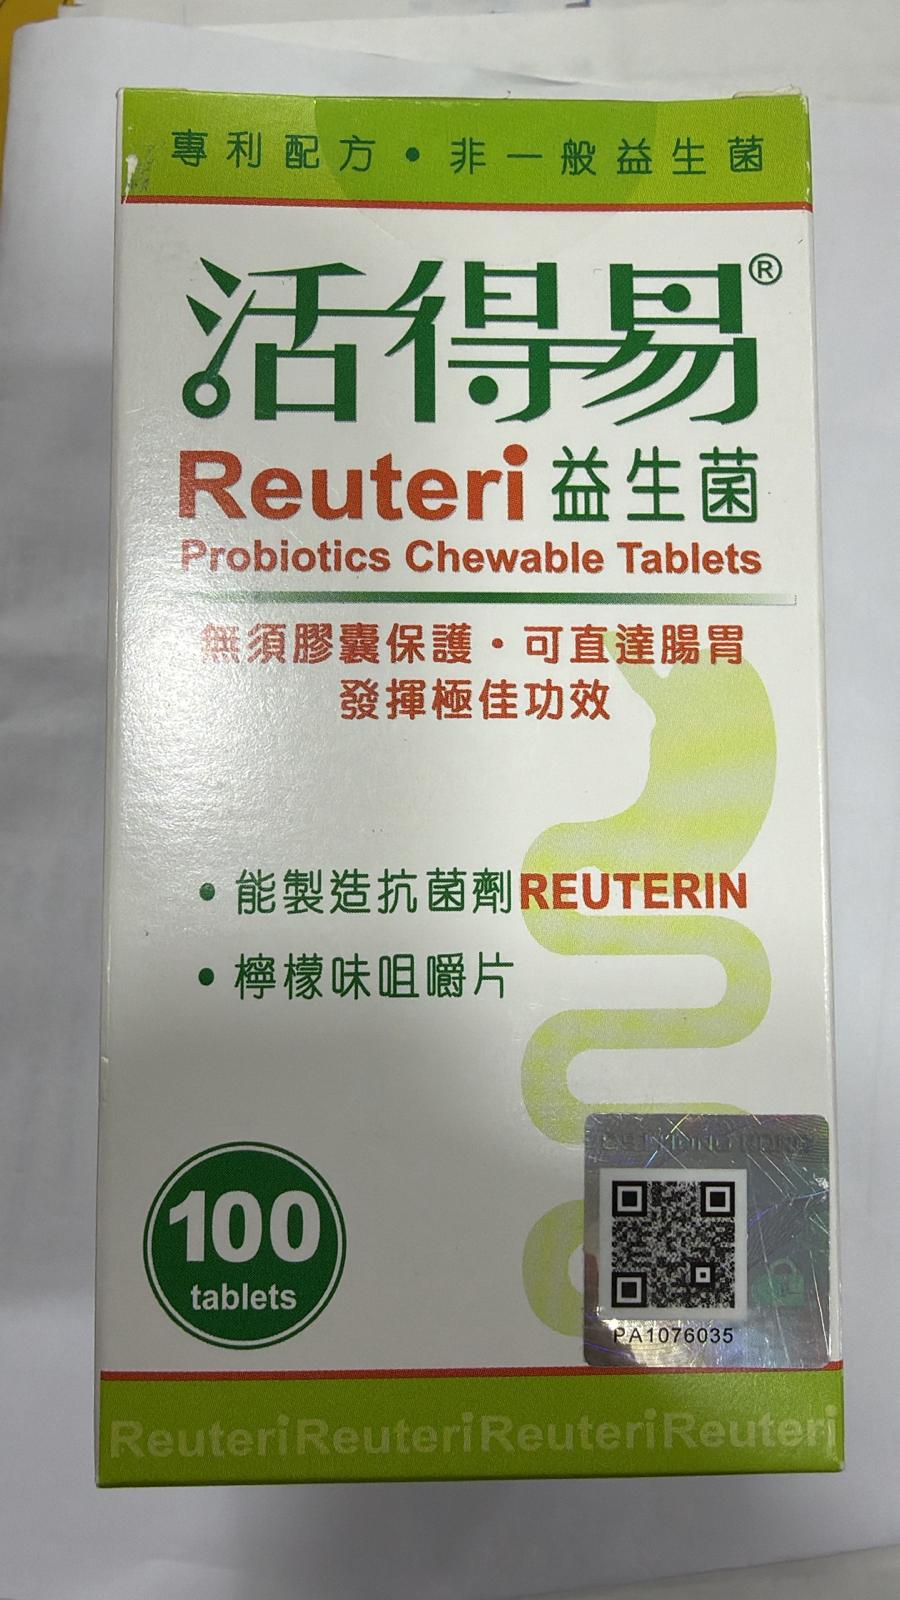 專利配方•非一般益生菌
活得易®
Reuteri 益生菌
Probiotics Chewable Tablets
無須膠囊保護•可直達腸胃
發揮極佳功效
•能製造抗菌劑REUTERIN
•檸檬味咀嚼片
100
tablets
PA1076035
ReuteriReuteriReuteriReuteri